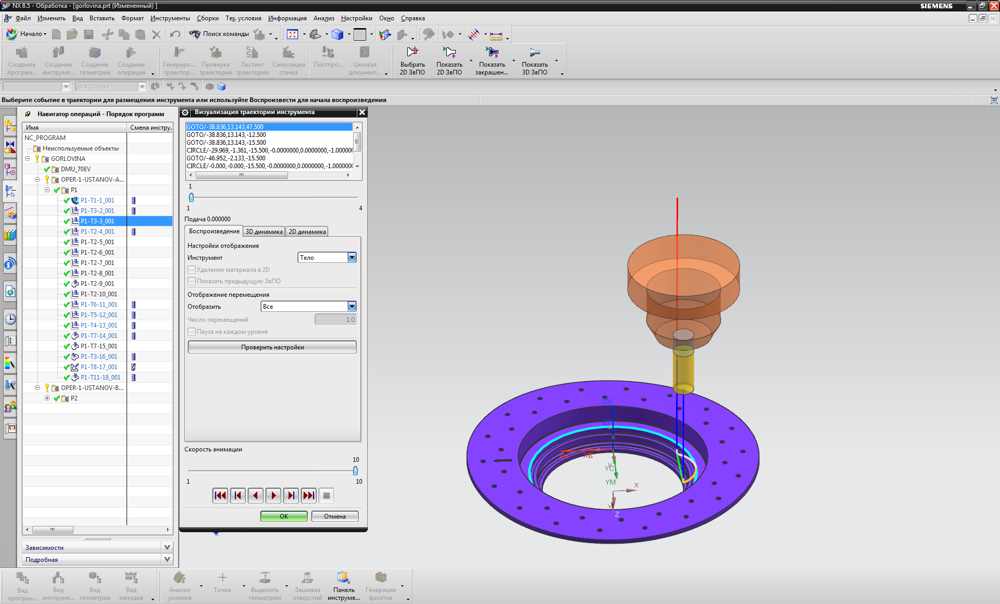 NX 8.5 - Обработка - [gorlovina.prt (Измененный) ]
SIEMENS
Файл Изменить Вид Вставить Формат Инструменты Сборки Тех. условия Информация Анализ Настройки Окно Справка
Начало
Поиск команды
Создание програм...
Создание инструме...
Создание геометрии
Создание операции
Генериро... траектор...
Проверка траектории
Листинг траектории
Симуляция станка
Постпро...
Цеховая документ...
Выбрать 2D ЗвПО
Показать 2D ЗвПО
Показать закрашен...
Показать 3D ЗвПО
Вся сборка
Выберите событие в траектории для размещения инструмента или используйте Воспроизвести для начала воспроизведения
Навигатор операций - Порядок программ
Имя Смена инстру.
NC_PROGRAM
Неиспользуемые объекты
GORLOVINA
DMU_70EV
OPER-1-USTANOV-A...
P1
P1-T1-1_001
P1-T3-2_001
P1-T3-3_001
P1-T2-4_001
P1-T2-5_001
P1-T2-6_001
P1-T2-7_001
P1-T2-8_001
P1-T2-9_001
P1-T2-10_001
P1-T6-11_001
P1-T5-12_001
P1-T4-13_001
P1-T7-14_001
P1-T7-15_001
P1-T3-16_001
P1-T8-17_001
P1-T11-18_001
OPER-1-USTANOV-B...
P2
Зависимости
Подробная
Визуализация траектории инструмента
GOTO/-38.836,13.143,47.500
GOTO/-38.836,13.143,-12.500
GOTO/-38.836,13.143,-15.500
CIRCLE/-29.969,-1.361,-15.500,-0.0000000,0.0000000,-1.0000000
GOTO/-46.952,-2.133,-15.500
CIRCLE/-0.000,-0.000,-15.500,-0.0000000,0.0000000,-1.0000000
1
1 4
Подача 0.000000
Воспроизведение 3D динамика 2D динамика
Настройки отображения
Инструмент Тело
Удаление материала в 2D
Показать предыдущую ЗвПО
Отображение перемещения
Отобразить Все
Число перемещений 10
Пауза на каждом уровне
Проверить настройки
Скорость анимации
10
1 10
OK Отмена
ZM
ZC
XM XC
YC
YM
X
Y
Z
Вид програм...
Вид инструме...
Вид геометрии
Вид методов
Анализ уклонов
Точка
Выделить геометрию
Зашивка отверстий
Панель инструме...
Генерация фасетов